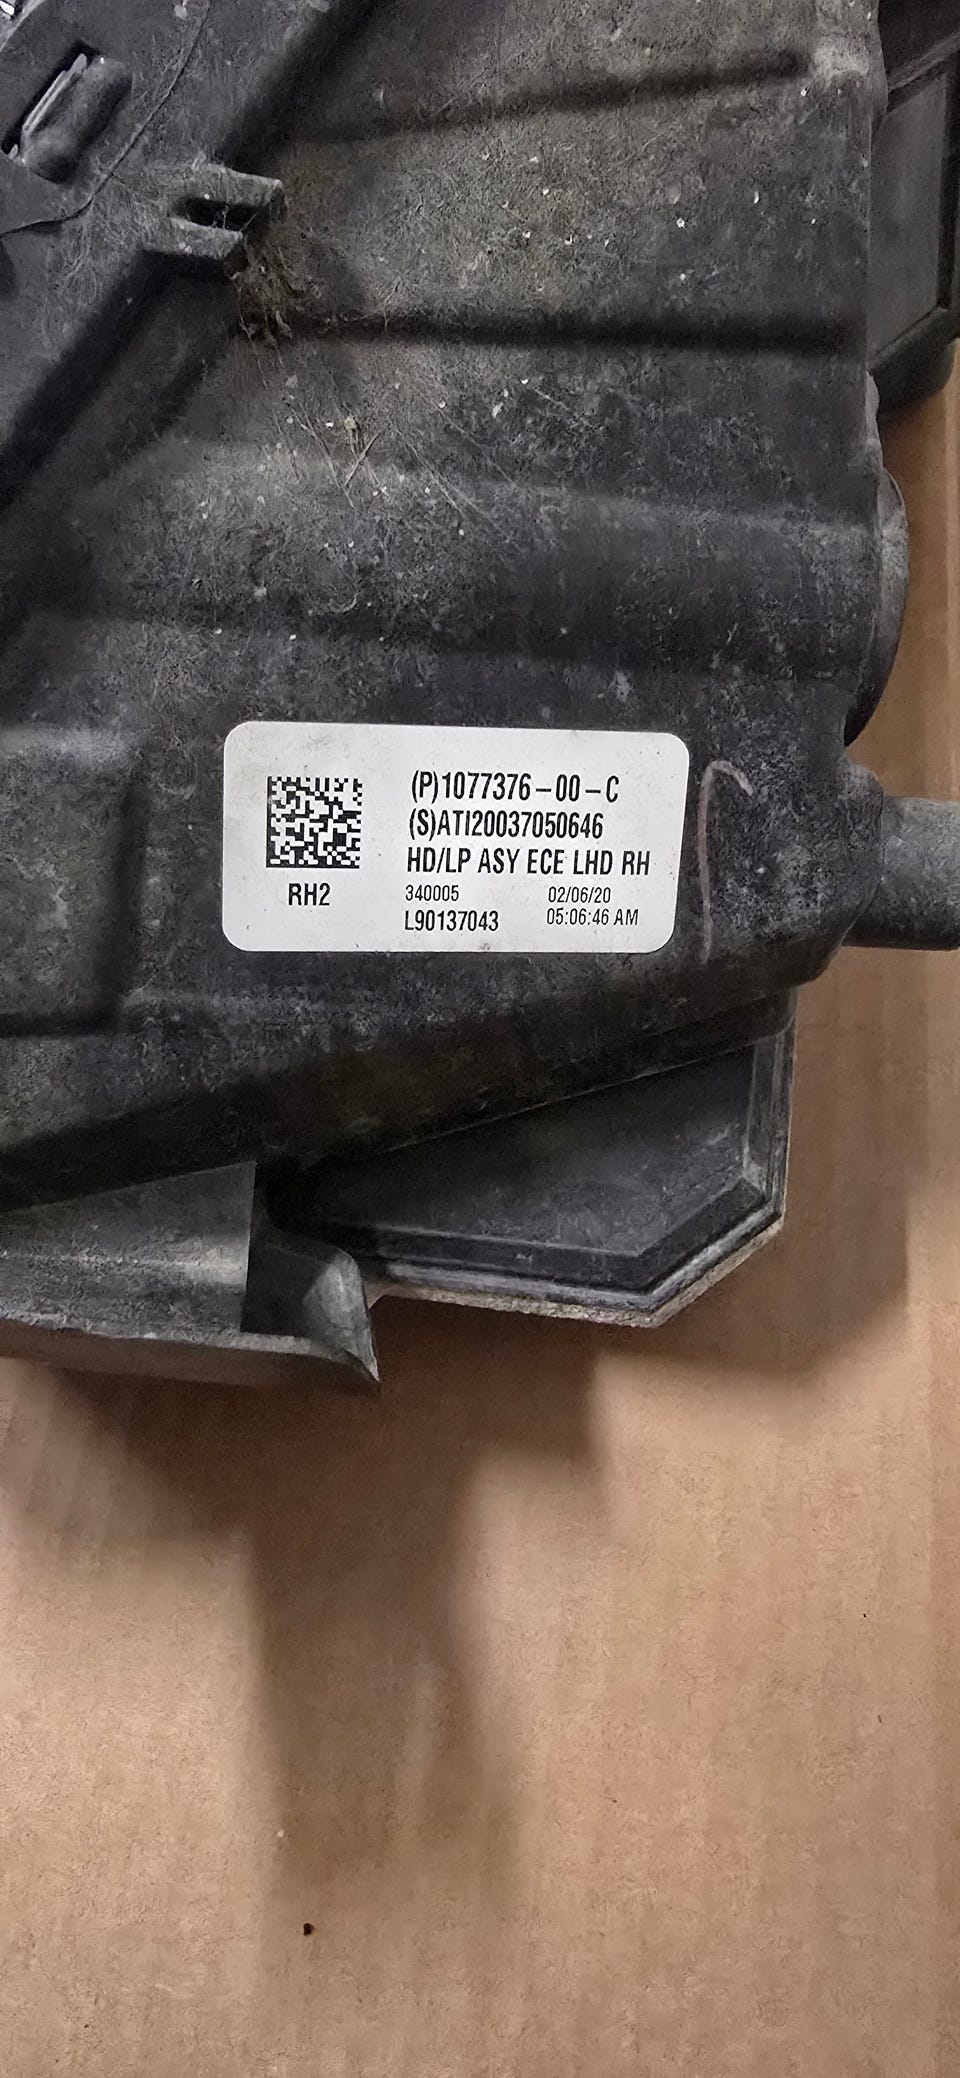 (P)1077376-00-C
(S)ATI20037050646
HD/LP ASY ECE LHD RH
RH2
340005 02/06/20
L90137043 05:06:46 AM